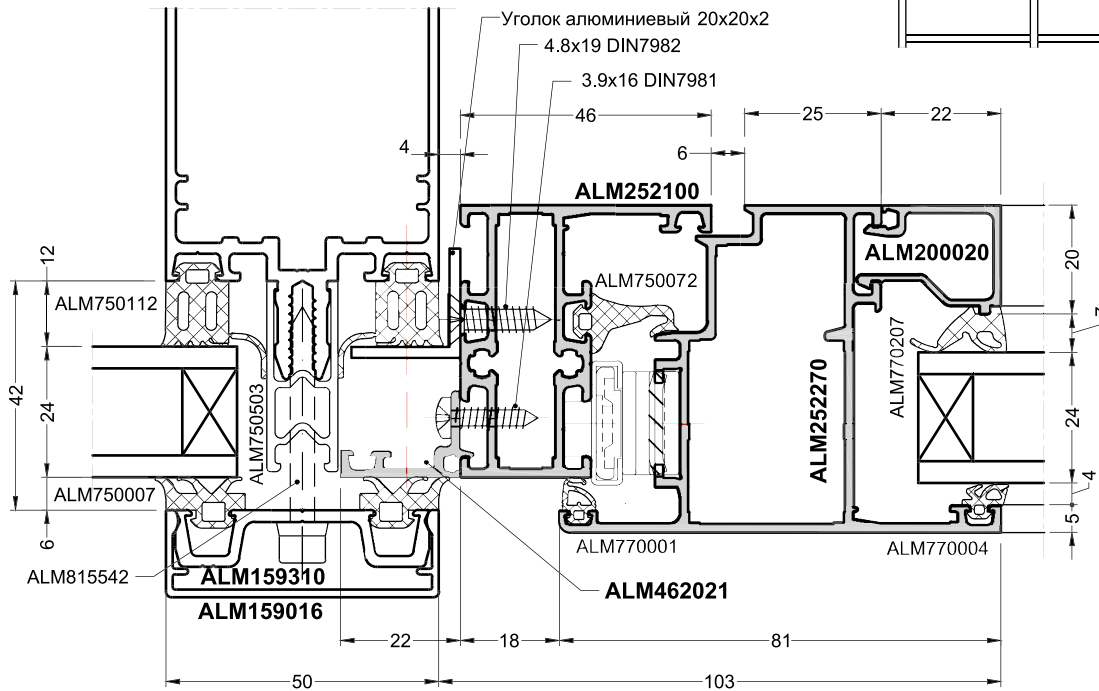 Уголок алюминиевый 20x20x2
4.8x19 DIN7982
3.9x16 DIN7981
46
25
22
4
6
ALM252100
12
ALM750112
ALM750072
ALM200020
20
7
42
24
ALM750503
ALM770207
ALM252270
24
ALM750007
4
6
5
ALM770001
ALM770004
ALM815542
ALM159310
ALM462021
ALM159016
22
18
81
50
103